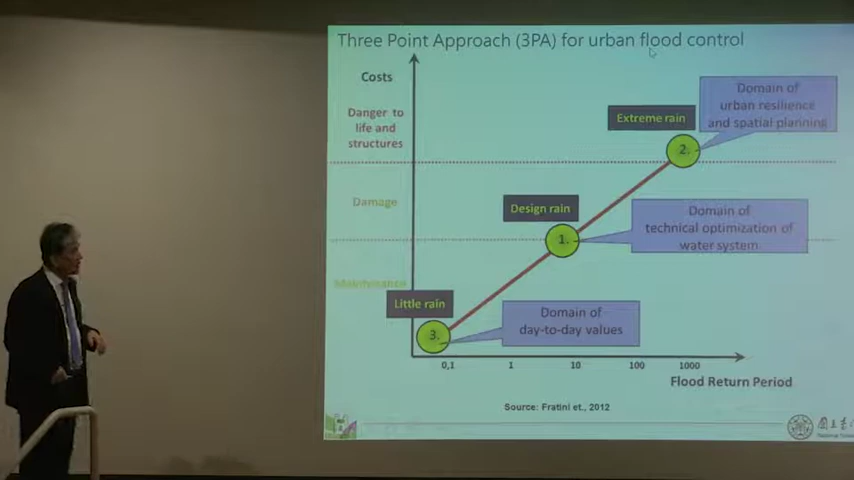 Three Point Approach (3PA) for urban flood control
Costs
Danger to
life and
structures
Damage
Maintenance
Extreme rain
2.
Domain of
urban resilience
and spatial planning
Design rain
1.
Domain of
technical optimization of
water system
Little rain
3.
Domain of
day-to-day values
0,1
1
10
100
1000
Flood Return Period
Source: Fratini et., 2012